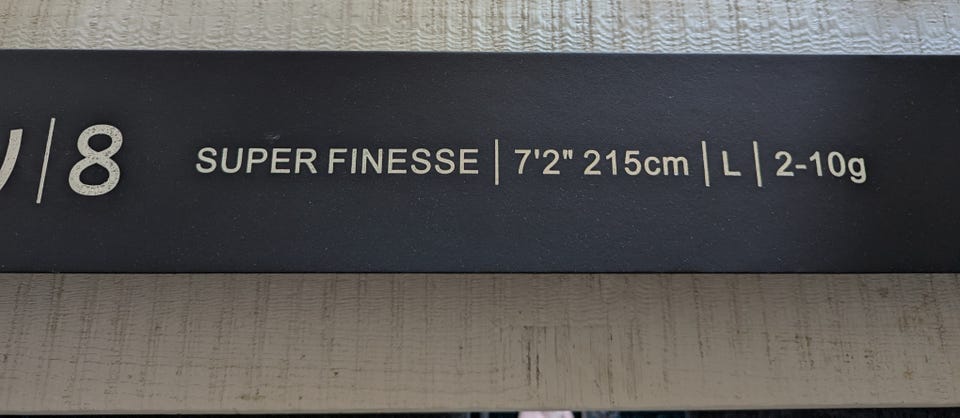 /8 SUPER FINESSE | 7'2" 215cm | L | 2-10g